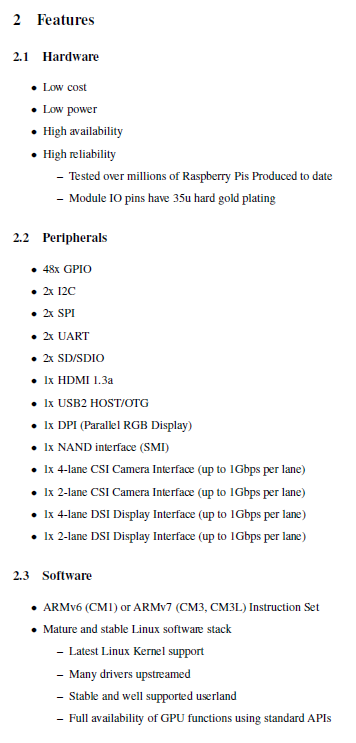 2 Features
2.1 Hardware
• Low cost
• Low power
• High availability
• High reliability
– Tested over millions of Raspberry Pis Produced to date
– Module IO pins have 35u hard gold plating
2.2 Peripherals
• 48x GPIO
• 2x I2C
• 2x SPI
• 2x UART
• 2x SD/SDIO
• 1x HDMI 1.3a
• 1x USB2 HOST/OTG
• 1x DPI (Parallel RGB Display)
• 1x NAND interface (SMI)
• 1x 4-lane CSI Camera Interface (up to 1Gbps per lane)
• 1x 2-lane CSI Camera Interface (up to 1Gbps per lane)
• 1x 4-lane DSI Display Interface (up to 1Gbps per lane)
• 1x 2-lane DSI Display Interface (up to 1Gbps per lane)
2.3 Software
• ARMv6 (CM1) or ARMv7 (CM3, CM3L) Instruction Set
• Mature and stable Linux software stack
– Latest Linux Kernel support
– Many drivers upstreamed
– Stable and well supported userland
– Full availability of GPU functions using standard APIs